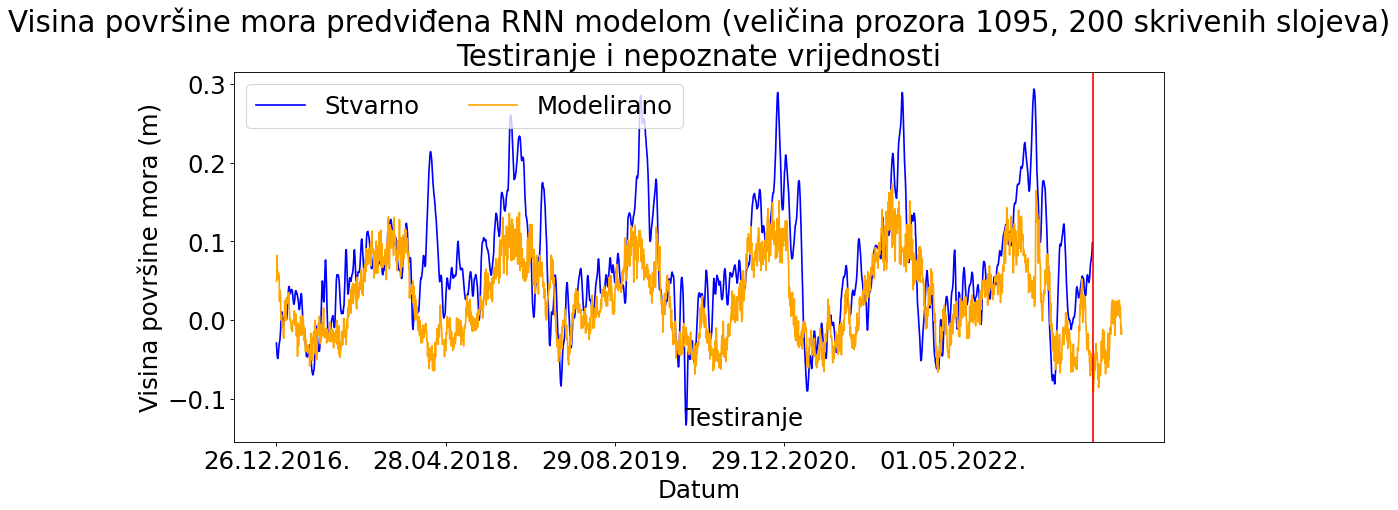 Visina površine mora predviđena RNN modelom (veličina prozora 1095, 200 skrivenih slojeva)
Testiranje i nepoznate vrijednosti
Stvarno
Modelirano
Visina površine mora (m)
0.3
0.2
0.1
0.0
−0.1
Testiranje
26.12.2016.
28.04.2018.
29.08.2019.
29.12.2020.
01.05.2022.
Datum